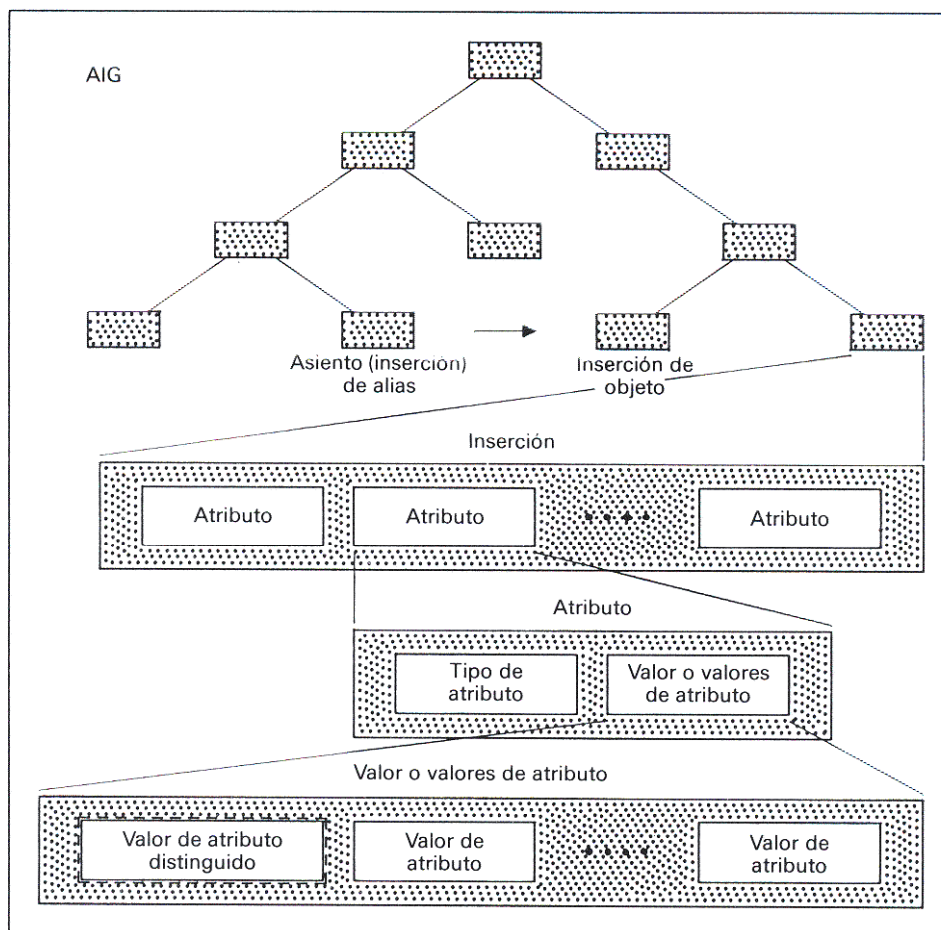 AIG
Asiento (inserción)
de alias
Inserción de
objeto
Inserción
Atributo
Atributo
Atributo
Atributo
Tipo de
atributo
Valor o valores
de atributo
Valor o valores de atributo
Valor de atributo
distinguido
Valor de
atributo
Valor de
atributo